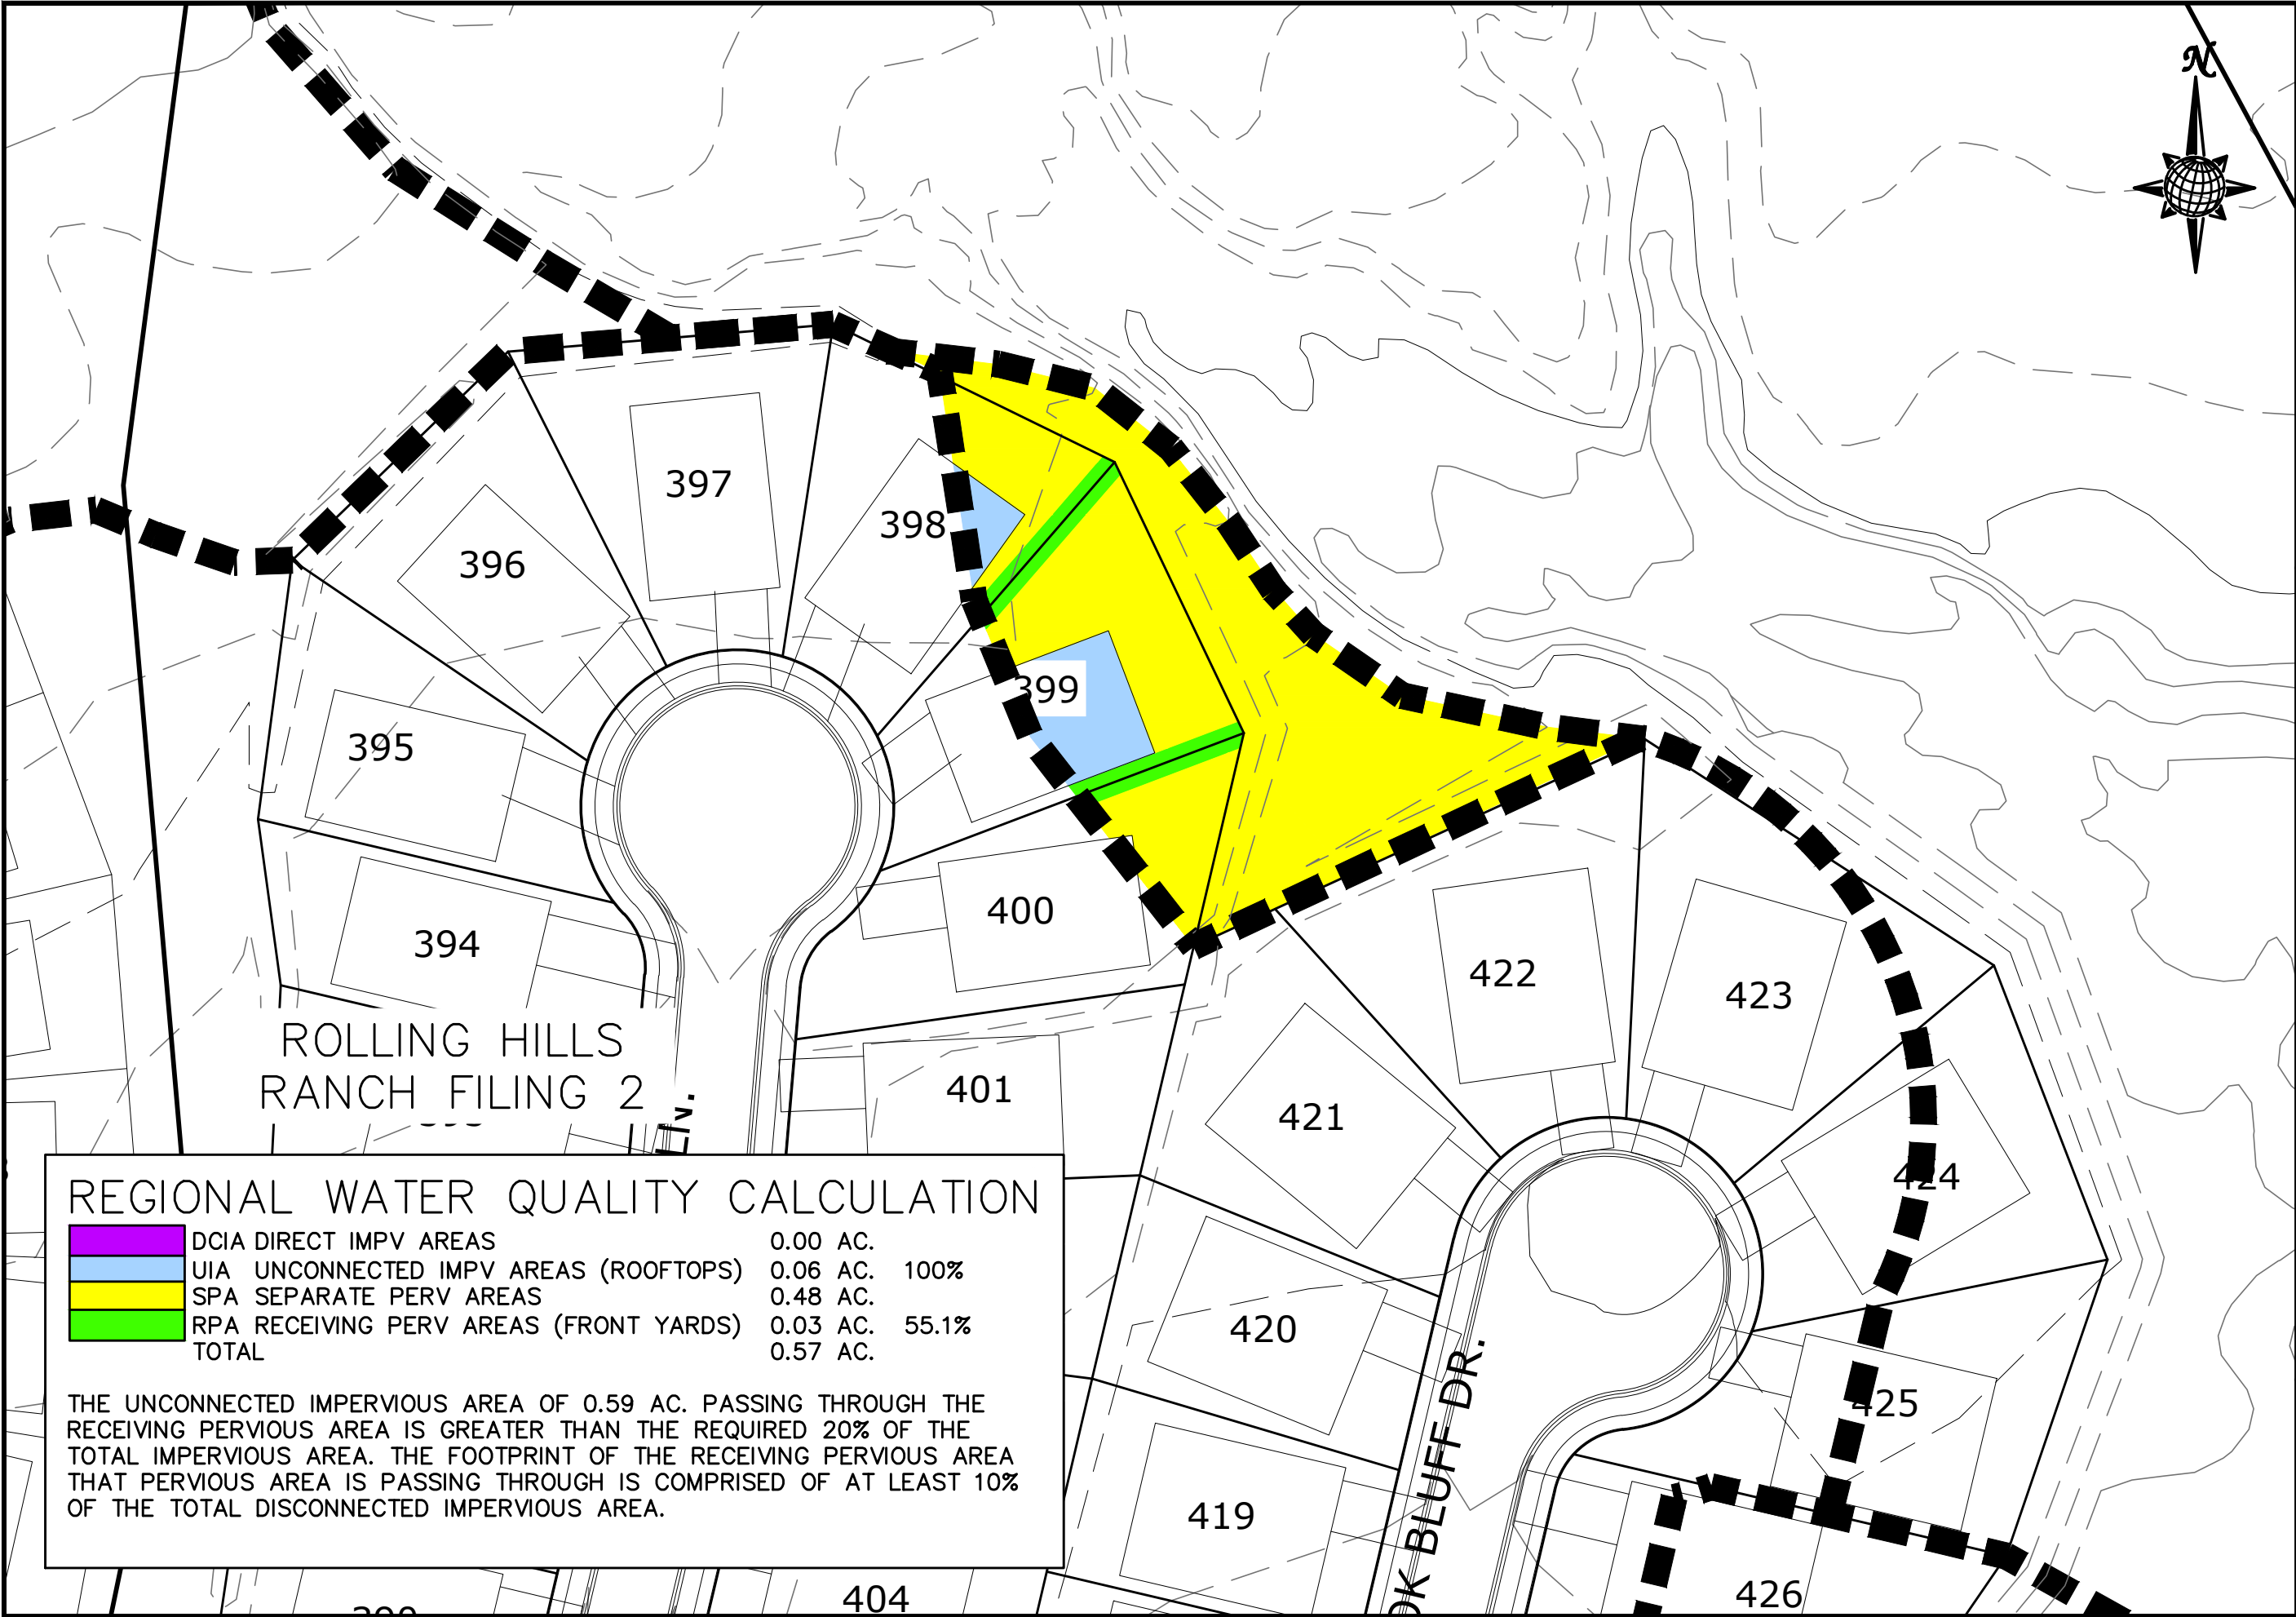 N
397
398
396
399
395
400
394
422
423
ROLLING HILLS
RANCH FILING 2
401
421
424
REGIONAL WATER QUALITY CALCULATION
DCIA DIRECT IMPV AREAS 0.00 AC.
UIA UNCONNECTED IMPV AREAS (ROOFTOPS) 0.06 AC. 100%
SPA SEPARATE PERV AREAS 0.48 AC.
RPA RECEIVING PERV AREAS (FRONT YARDS) 0.03 AC. 55.1%
TOTAL 0.57 AC.
THE UNCONNECTED IMPERVIOUS AREA OF 0.59 AC. PASSING THROUGH THE
RECEIVING PERVIOUS AREA IS GREATER THAN THE REQUIRED 20% OF THE
TOTAL IMPERVIOUS AREA. THE FOOTPRINT OF THE RECEIVING PERVIOUS AREA
THAT PERVIOUS AREA IS PASSING THROUGH IS COMPRISED OF AT LEAST 10%
OF THE TOTAL DISCONNECTED IMPERVIOUS AREA.
420
425
419
BLUFF DR.
404
426